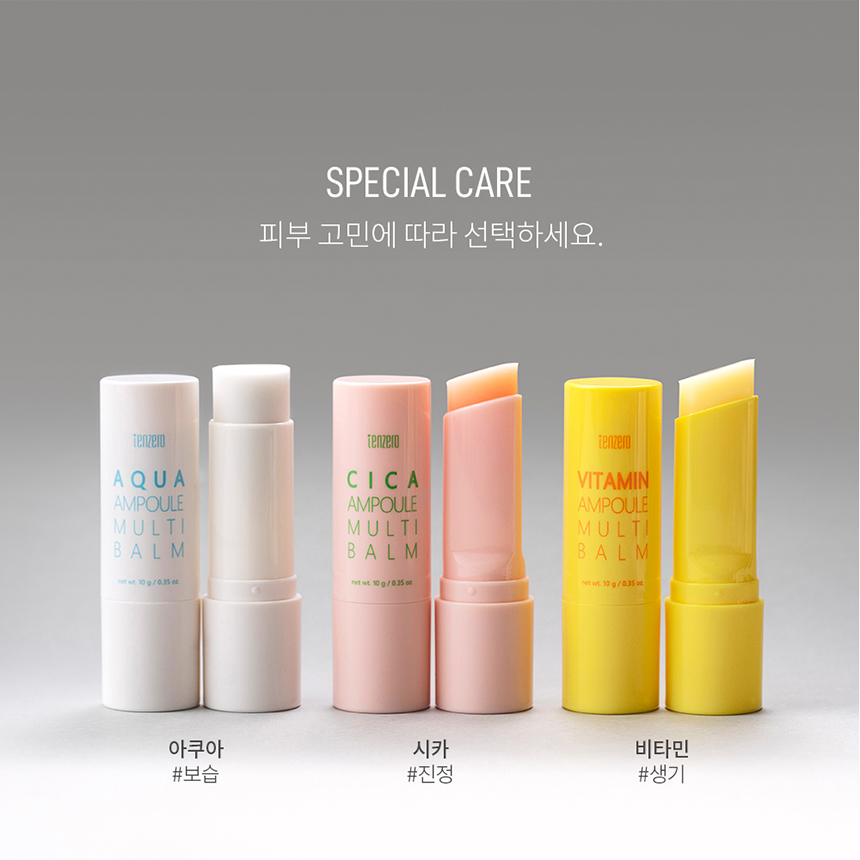 SPECIAL CARE
피부 고민에 따라 선택하세요.
tenzero
AQUA
AMPOULE
MULTI
BALM
net wt. 10 g / 0.35 oz.
tenzero
CICA
AMPOULE
MULTI
BALM
net wt. 10 g / 0.35 oz.
tenzero
VITAMIN
AMPOULE
MULTI
BALM
net wt. 10 g / 0.35 oz.
아쿠아
#보습
시카
#진정
비타민
#생기